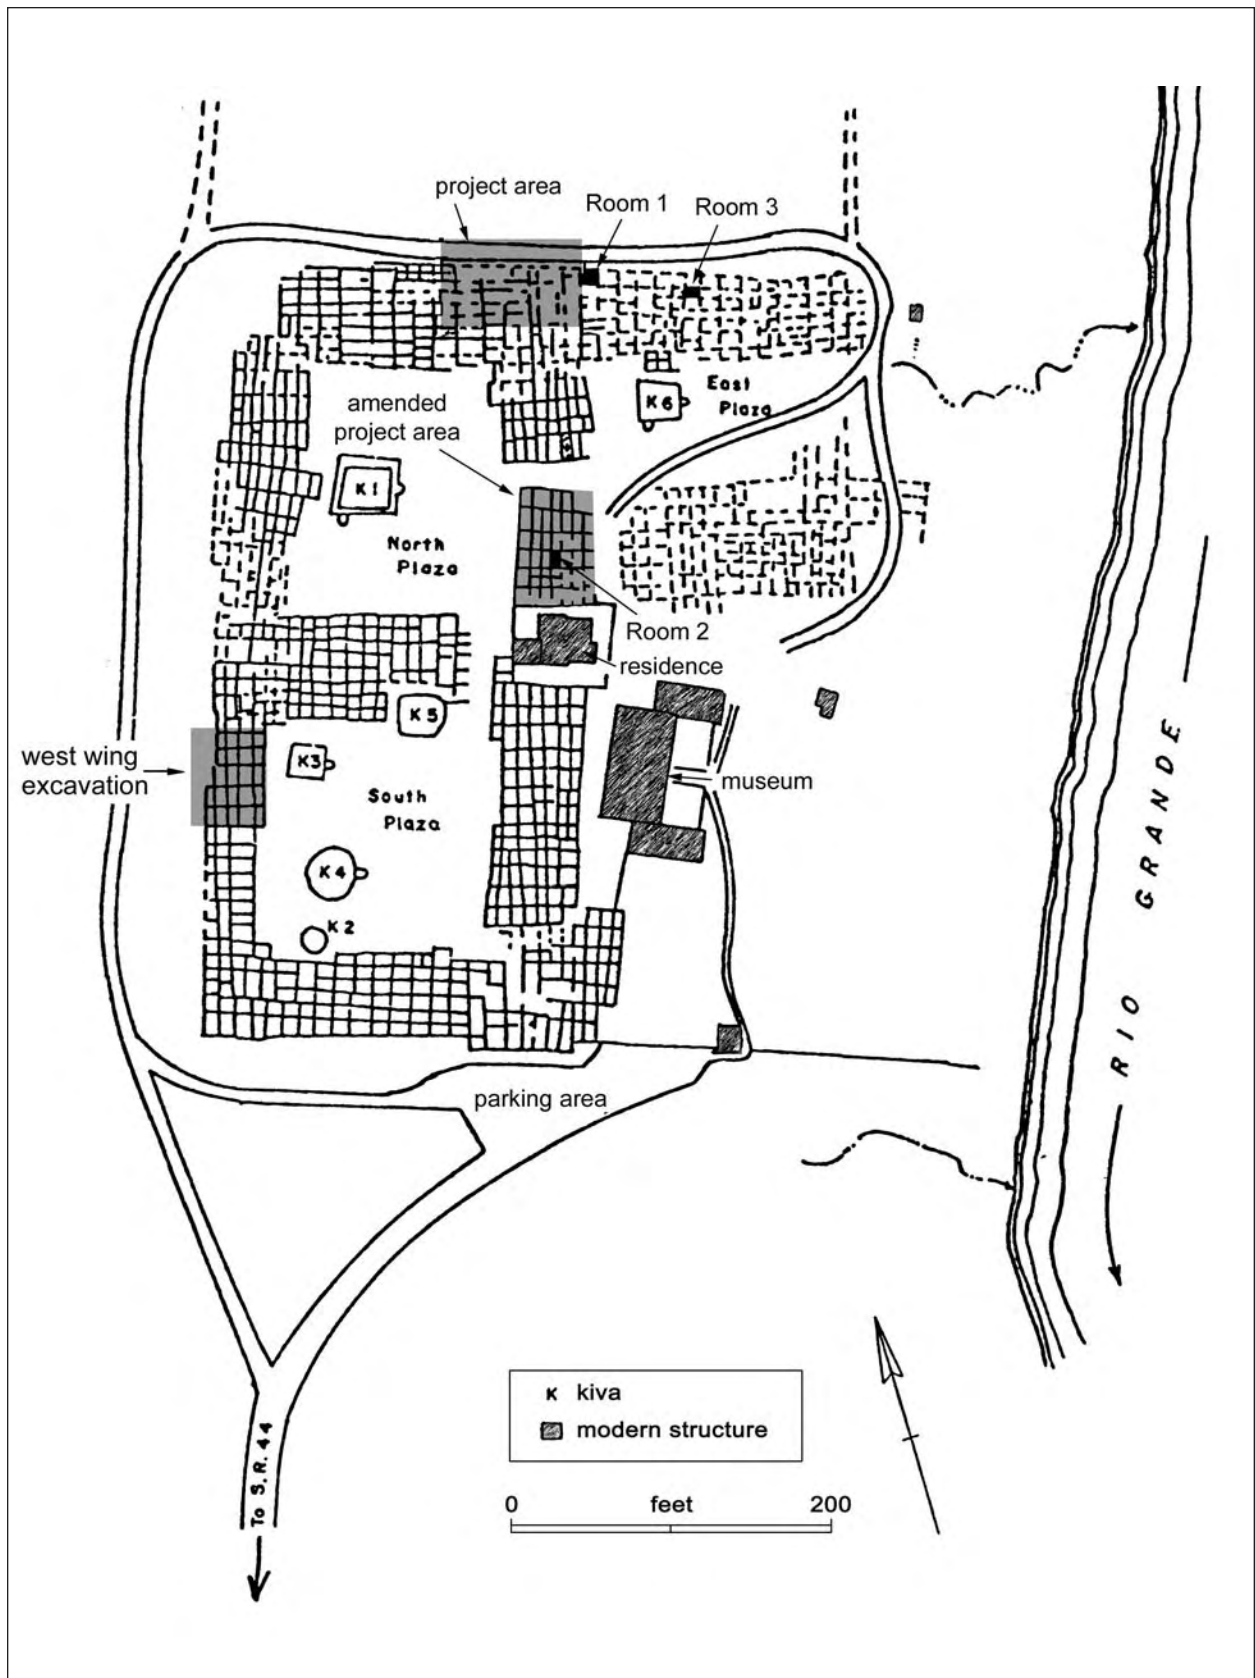 project area
Room 1
Room 3
K6
East
Plaza
amended
project area
K1
North
Plaza
Room 2
residence
K5
west wing
excavation
K3
museum
South
Plaza
K4
K2
RIO GRANDE
parking area
K kiva
modern structure
0 feet 200
To S.R. 44